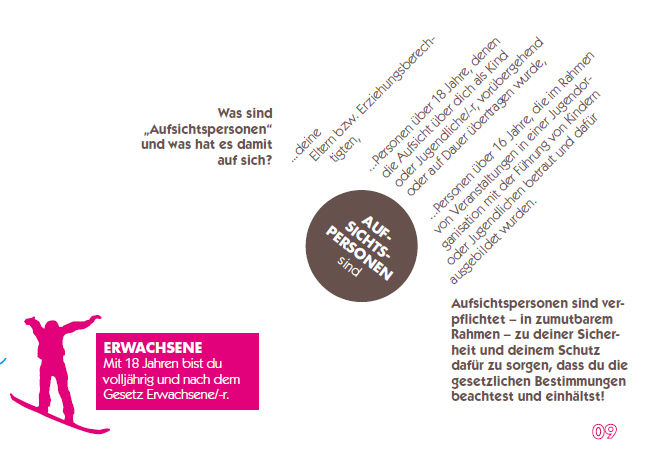 Was sind
„Aufsichtspersonen“
und was hat es damit
auf sich?
AUF-
SICHTS-
PERSONEN
sind
...deine
Eltern bzw. Erziehungsberech-
tigten,
...Personen über 18 Jahre, denen
die Aufsicht über dich als Kind
oder Jugendliche/-r, vorübergehend
oder auf Dauer übertragen wurde,
...Personen über 16 Jahre, die im Rahmen
von Veranstaltungen in einer Jugendor-
ganisation mit der Führung von Kindern
oder Jugendlichen betraut und dafür
ausgebildet wurden.
Aufsichtspersonen sind ver-
pflichtet – in zumutbarem
Rahmen – zu deiner Sicher-
heit und deinem Schutz
dafür zu sorgen, dass du die
gesetzlichen Bestimmungen
beachtest und einhältst!
ERWACHSENE
Mit 18 Jahren bist du
volljährig und nach dem
Gesetz Erwachsene/-r.
09